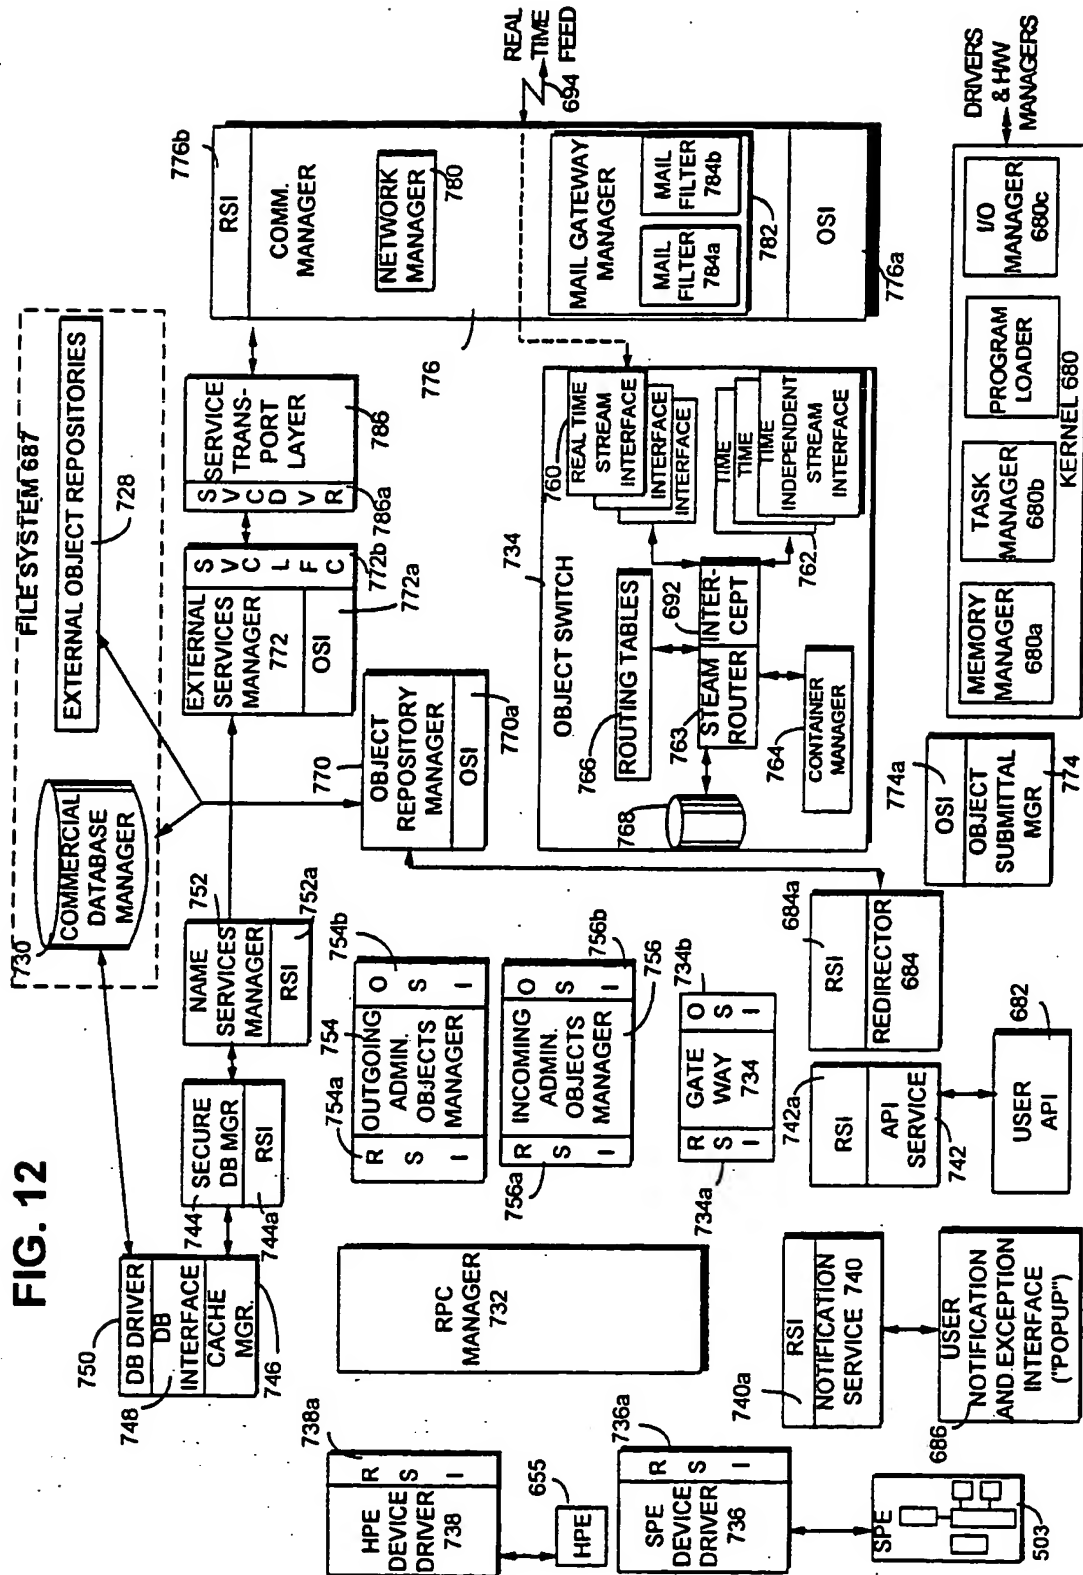 FIG. 12
FILE SYSTEM 687
730
COMMERCIAL
DATABASE
MANAGER
EXTERNAL OBJECT REPOSITORIES
728
750
DB DRIVER
DB
INTERFACE
CACHE
MGR.
748
746
744
SECURE
DB MGR
RSI
744a
NAME
SERVICES
MANAGER
752
RSI
752a
EXTERNAL
SERVICES
MANAGER
772
OSI
772a
S
V
C
L
F
C
772b
S
V
C
D
V
R
786a
SERVICE
TRANS-
PORT
LAYER
786
776b
RSI
COMM.
MANAGER
NETWORK
MANAGER
780
MAIL GATEWAY
MANAGER
MAIL
FILTER
784a
MAIL
FILTER
784b
782
OSI
776a
776
REAL
TIME
FEED
694
770
OBJECT
REPOSITORY
MANAGER
OSI
770a
738a
HPE
DEVICE
DRIVER
738
R
S
I
655
HPE
RPC
MANAGER
732
754a
754
754b
R
S
I
OUTGOING
ADMIN.
OBJECTS
MANAGER
O
S
I
756a
R
S
I
INCOMING
ADMIN.
OBJECTS
MANAGER
O
S
I
756b
756
734
OBJECT SWITCH
766
ROUTING TABLES
692
763
STEAM
ROUTER
INTER-
CEPT
768
764
CONTAINER
MANAGER
760
REAL TIME
STREAM
INTERFACE
INTERFACE
INTERFACE
762
TIME
TIME
TIME
INDEPENDENT
STREAM
INTERFACE
736a
SPE
DEVICE
DRIVER
736
R
S
I
SPE
503
734a
R
S
I
GATE
WAY
734
O
S
I
734b
740a
RSI
NOTIFICATION
SERVICE 740
686
USER
NOTIFICATION
AND EXCEPTION
INTERFACE
("POPUP")
742a
RSI
API
SERVICE
742
USER
API
682
684a
RSI
REDIRECTOR
684
774a
OSI
OBJECT
SUBMITTAL
MGR
774
MEMORY
MANAGER
680a
TASK
MANAGER
680b
PROGRAM
LOADER
I/O
MANAGER
680c
KERNEL 680
DRIVERS
& H/W
MANAGERS